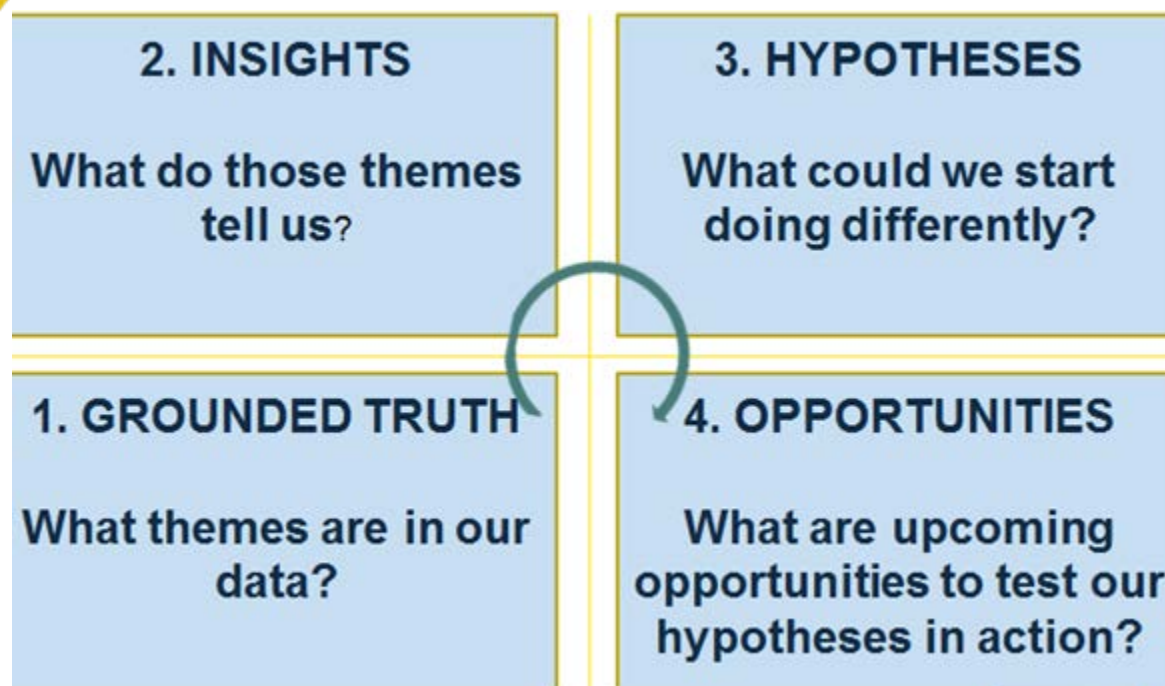 2. INSIGHTS
What do those themes
tell us?
3. HYPOTHESES
What could we start
doing differently?
1. GROUNDED TRUTH
What themes are in our
data?
4. OPPORTUNITIES
What are upcoming
opportunities to test our
hypotheses in action?